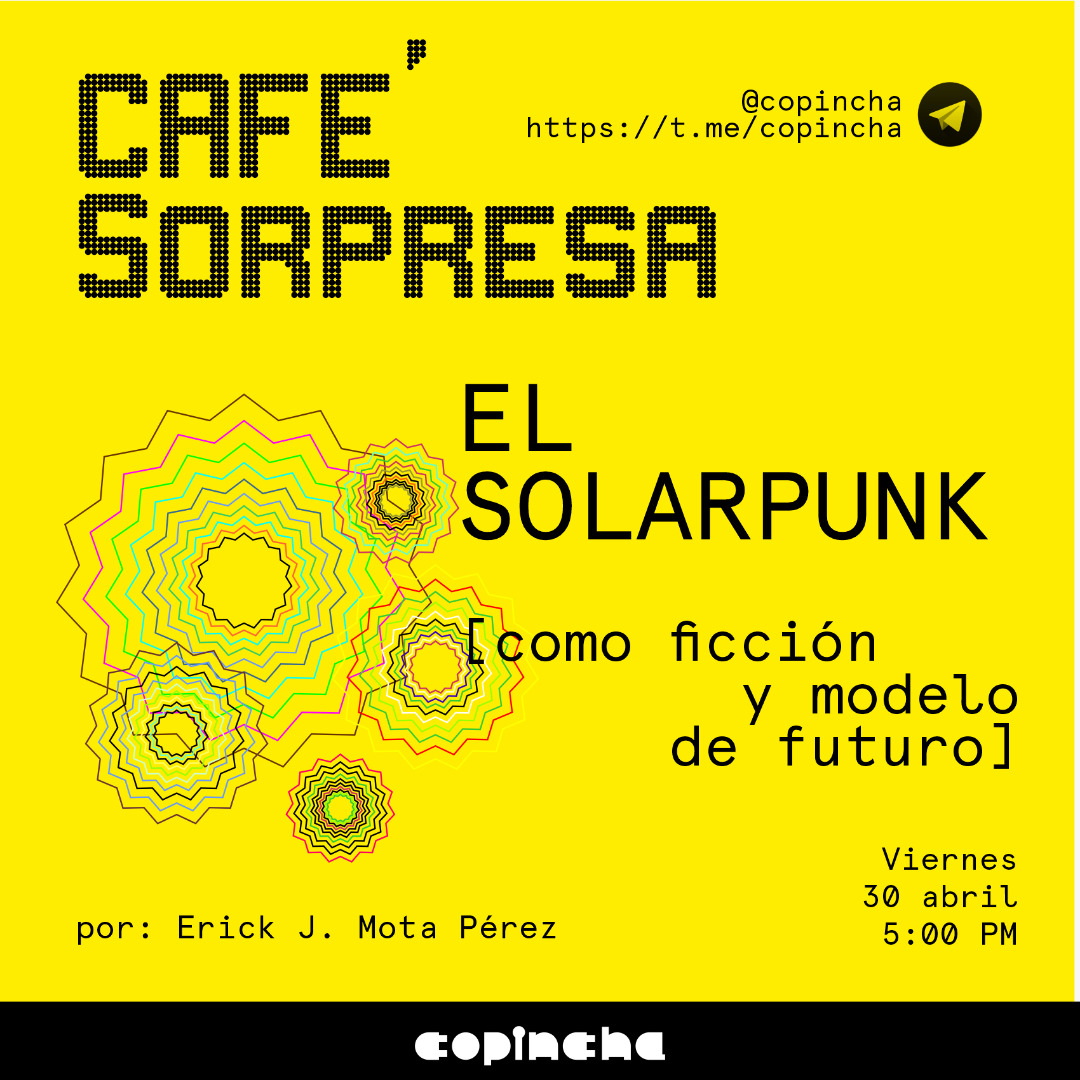 CAFE'
SORPRESA
@copincha
https://t.me/copincha
EL
SOLARPUNK
[como ficción
y modelo
de futuro]
Viernes
30 abril
5:00 PM
por: Erick J. Mota Pérez
copincha